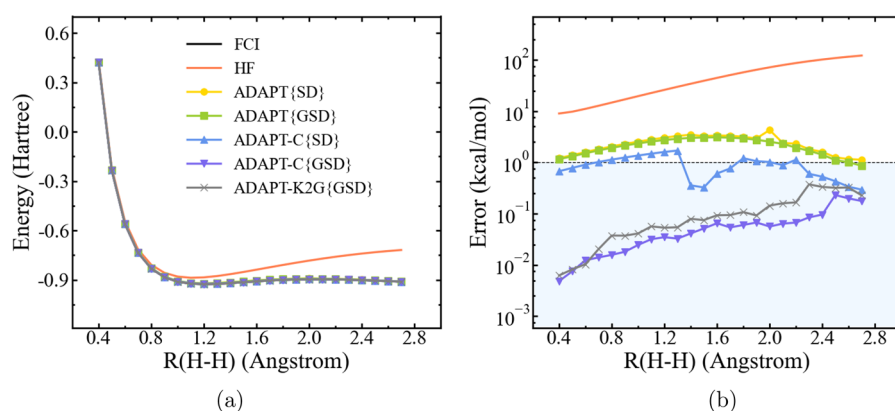 Energy (Hartree)
0.6
0.3
0.0
-0.3
-0.6
-0.9
0.4 0.8 1.2 1.6 2.0 2.4 2.8
R(H-H) (Angstrom)
FCI
HF
ADAPT{SD}
ADAPT{GSD}
ADAPT-C{SD}
ADAPT-C{GSD}
ADAPT-K2G{GSD}
(a)
Error (kcal/mol)
10²
10¹
10⁰
10⁻¹
10⁻²
10⁻³
0.4 0.8 1.2 1.6 2.0 2.4 2.8
R(H-H) (Angstrom)
(b)